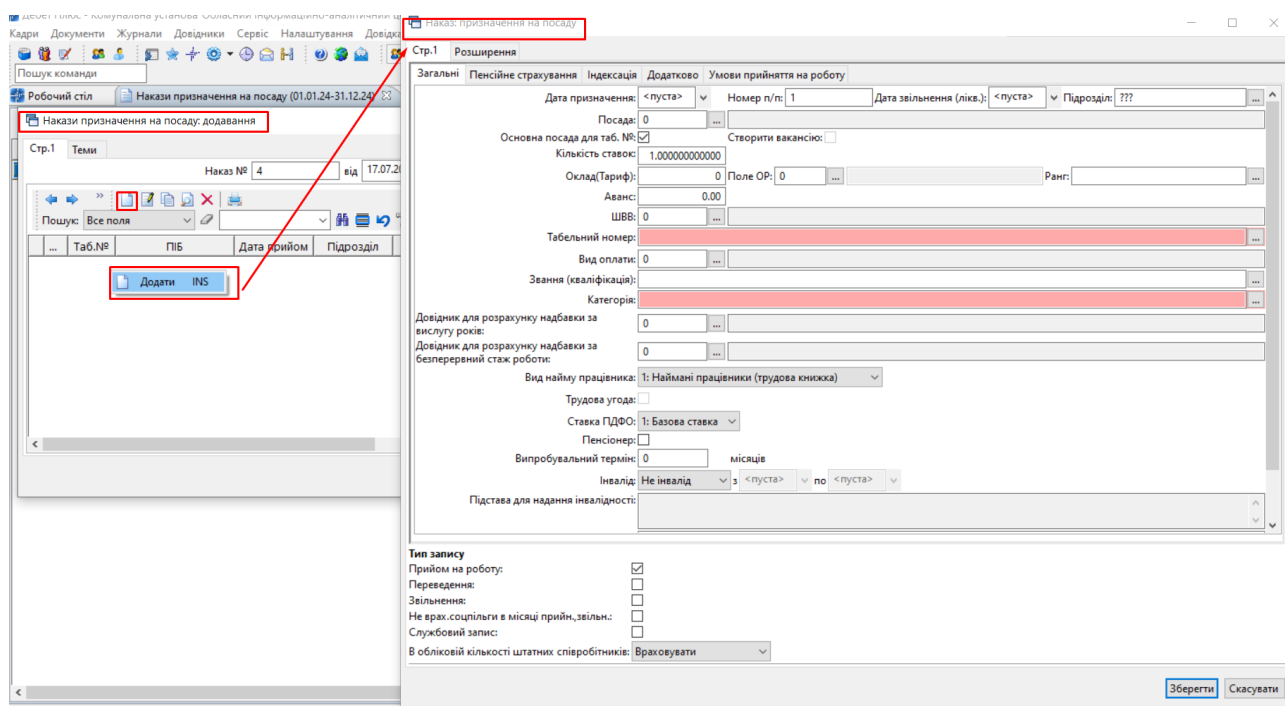 Дебет Плюс - Комунальна установа "Обласний інформаційно-аналітичний ц
Кадри Документи Журнали Довідники Сервіс Налаштування Довідка
Пошук команди
Робочий стіл Накази призначення на посаду (01.01.24-31.12.24)
Накази призначення на посаду: додавання
Стр.1 Теми
Наказ № 4 від 17.07.20
Пошук: Все поля
... Таб.№ ПІБ Дата прийом Підрозділ
Додати INS
Наказ: призначення на посаду
Стр.1 Розширення
Загальні Пенсійне страхування Індексація Додатково Умови прийняття на роботу
Дата призначення: <пуста> Номер п/п: 1 Дата звільнення (лікв.): <пуста> Підрозділ: ??? ...
Посада: 0 ...
Основна посада для таб. №: Створити вакансію:
Кількість ставок: 1.000000000000
Оклад(Тариф): 0 Поле ОР: 0 ... Ранг: ...
Аванс: 0.00
ШВВ: 0 ...
Табельний номер: ...
Вид оплати: 0 ...
Звання (кваліфікація): ...
Категорія: ...
Довідник для розрахунку надбавки за
вислугу років: 0 ...
Довідник для розрахунку надбавки за
безперервний стаж роботи: 0 ...
Вид найму працівника: 1: Наймані працівники (трудова книжка)
Трудова угода:
Ставка ПДФО: 1: Базова ставка
Пенсіонер:
Випробувальний термін: 0 місяців
Інвалід: Не інвалід з <пуста> по <пуста>
Підстава для надання інвалідності:
Тип запису
Прийом на роботу:
Переведення:
Звільнення:
Не врах.соцпільги в місяці прийн.,звільн.:
Службовий запис:
В обліковій кількості штатних співробітників: Враховувати
Зберегти Скасувати